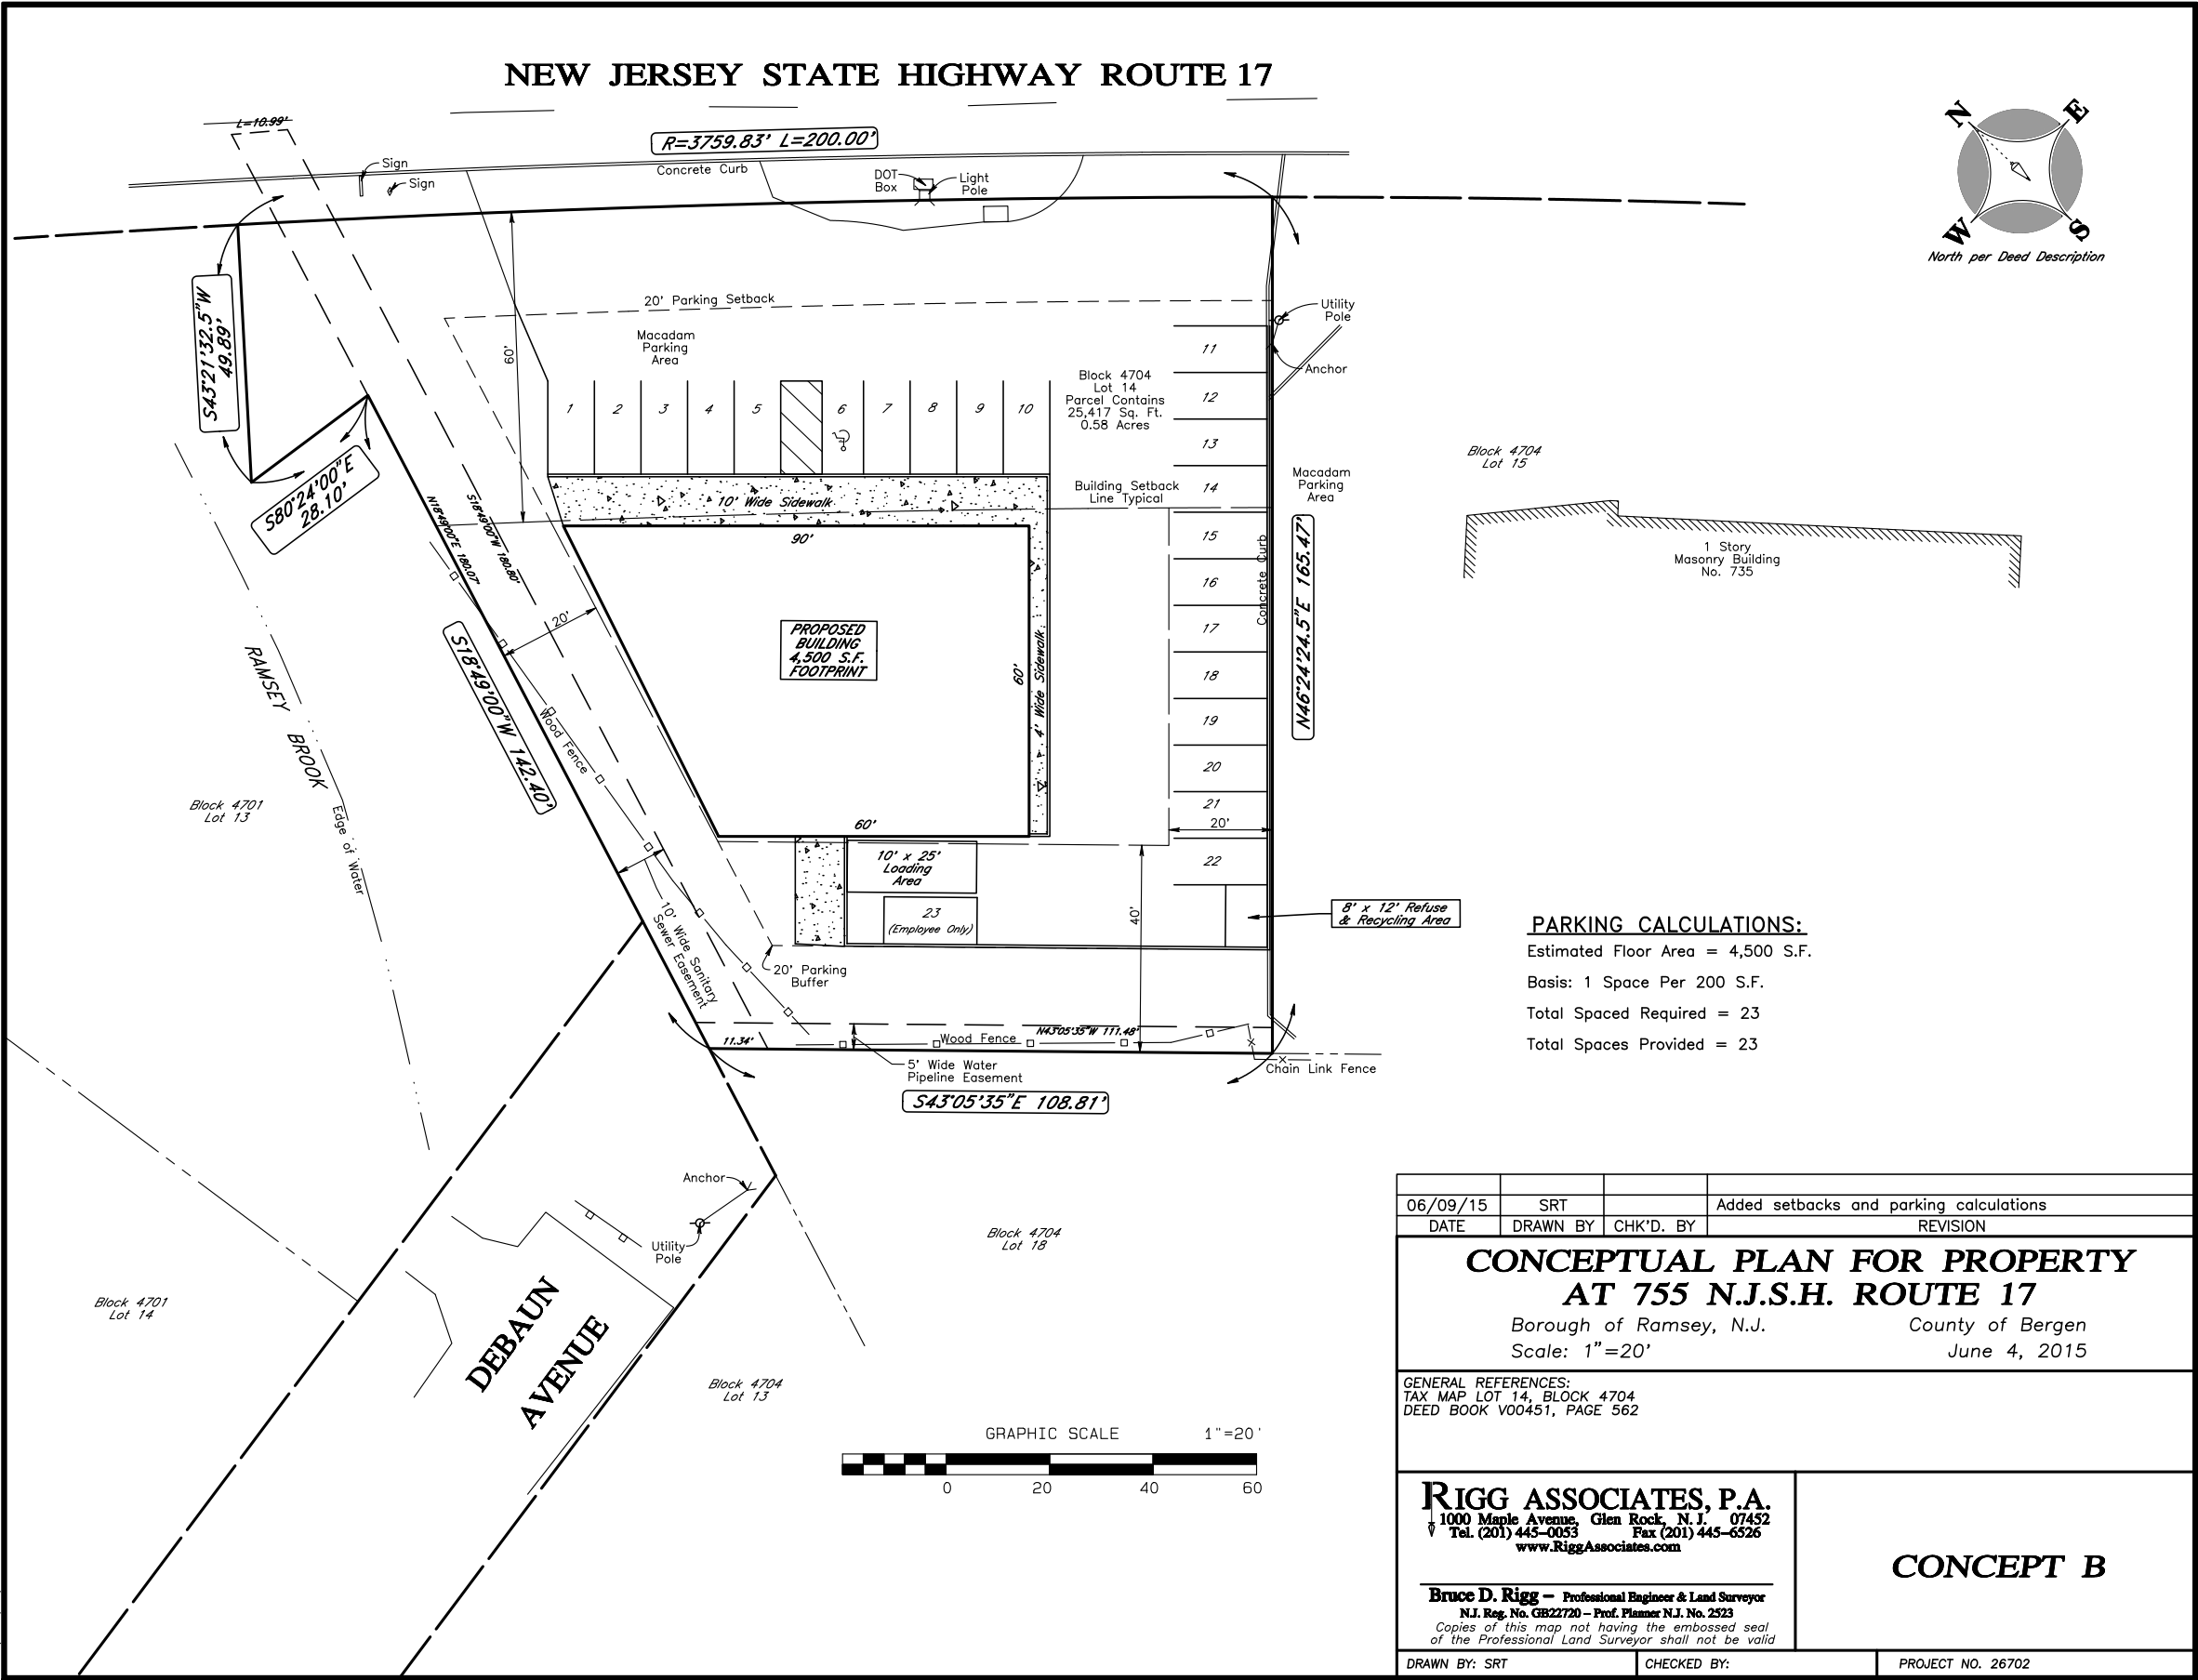 NEW JERSEY STATE HIGHWAY ROUTE 17
L=10.99'
R=3759.83' L=200.00'
Sign
Sign
Concrete Curb
DOT
Box
Light
Pole
N
E
W
S
North per Deed Description
S43°21'32.5"W
49.89'
20' Parking Setback
Macadam
Parking
Area
60'
Utility
Pole
Anchor
Block 4704
Lot 14
Parcel Contains
25,417 Sq. Ft.
0.58 Acres
1
2
3
4
5
6
7
8
9
10
11
12
13
14
15
16
17
18
19
20
21
20'
22
S80°24'00"E
28.10'
N18°49'00"E 180.07'
S18°49'00"W 180.80'
10' Wide Sidewalk
Building Setback
Line Typical
Macadam
Parking
Area
Block 4704
Lot 15
1 Story
Masonry Building
No. 735
90'
Concrete Curb
N46°24'24.5"E 165.47'
20'
PROPOSED
BUILDING
4,500 S.F.
FOOTPRINT
60'
4' Wide Sidewalk
60'
RAMSEY BROOK
Edge of Water
S18°49'00"W 142.40'
Wood Fence
Block 4701
Lot 13
10' x 25'
Loading
Area
23
(Employee Only)
40'
8' x 12' Refuse
& Recycling Area
10' Wide Sanitary
Sewer Easement
20' Parking
Buffer
11.34'
Wood Fence
N43°05'35"W 111.48'
5' Wide Water
Pipeline Easement
Chain Link Fence
S43°05'35"E 108.81'
PARKING CALCULATIONS:
Estimated Floor Area = 4,500 S.F.
Basis: 1 Space Per 200 S.F.
Total Spaced Required = 23
Total Spaces Provided = 23
Anchor
Utility
Pole
Block 4704
Lot 18
Block 4701
Lot 14
DEBAUN
AVENUE
Block 4704
Lot 13
GRAPHIC SCALE 1"=20'
0 20 40 60
06/09/15 SRT Added setbacks and parking calculations
DATE DRAWN BY CHK'D. BY REVISION
CONCEPTUAL PLAN FOR PROPERTY
AT 755 N.J.S.H. ROUTE 17
Borough of Ramsey, N.J. County of Bergen
Scale: 1"=20' June 4, 2015
GENERAL REFERENCES:
TAX MAP LOT 14, BLOCK 4704
DEED BOOK V00451, PAGE 562
RIGG ASSOCIATES, P.A.
1000 Maple Avenue, Glen Rock, N. J. 07452
Tel. (201) 445-0053 Fax (201) 445-6526
www.RiggAssociates.com
Bruce D. Rigg – Professional Engineer & Land Surveyor
N.J. Reg. No. GB22720 – Prof. Planner N.J. No. 2523
Copies of this map not having the embossed seal
of the Professional Land Surveyor shall not be valid
CONCEPT B
DRAWN BY: SRT CHECKED BY: PROJECT NO. 26702